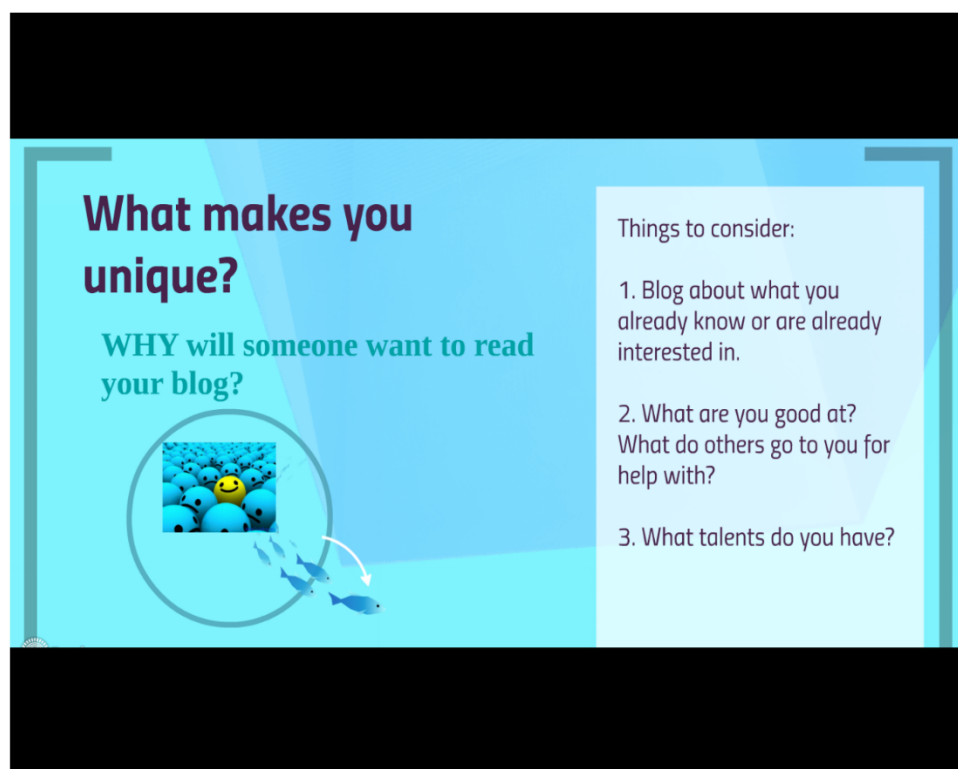 What makes you
unique?
WHY will someone want to read
your blog?
Things to consider:
1. Blog about what you
already know or are already
interested in.
2. What are you good at?
What do others go to you for
help with?
3. What talents do you have?